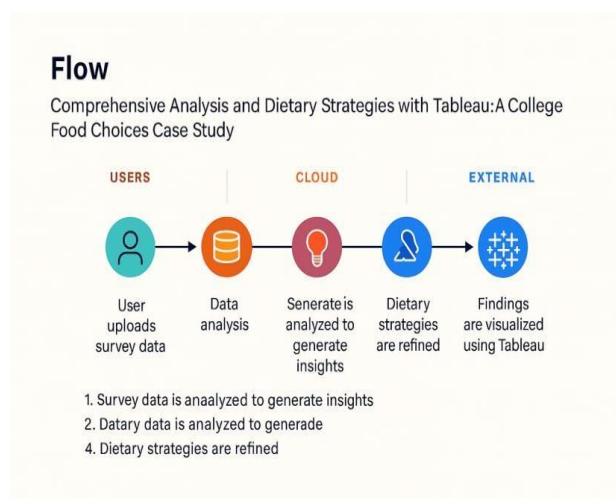 Flow
Comprehensive Analysis and Dietary Strategies with Tableau:A College
Food Choices Case Study
USERS
CLOUD
EXTERNAL
User
uploads
survey data
Data
analysis
Senerate is
analyzed to
generate
insights
Dietary
strategies
are refined
Findings
are visualized
using Tableau
1. Survey data is anaalyzed to generate insights
2. Datary data is analyzed to generade
4. Dietary strategies are refined